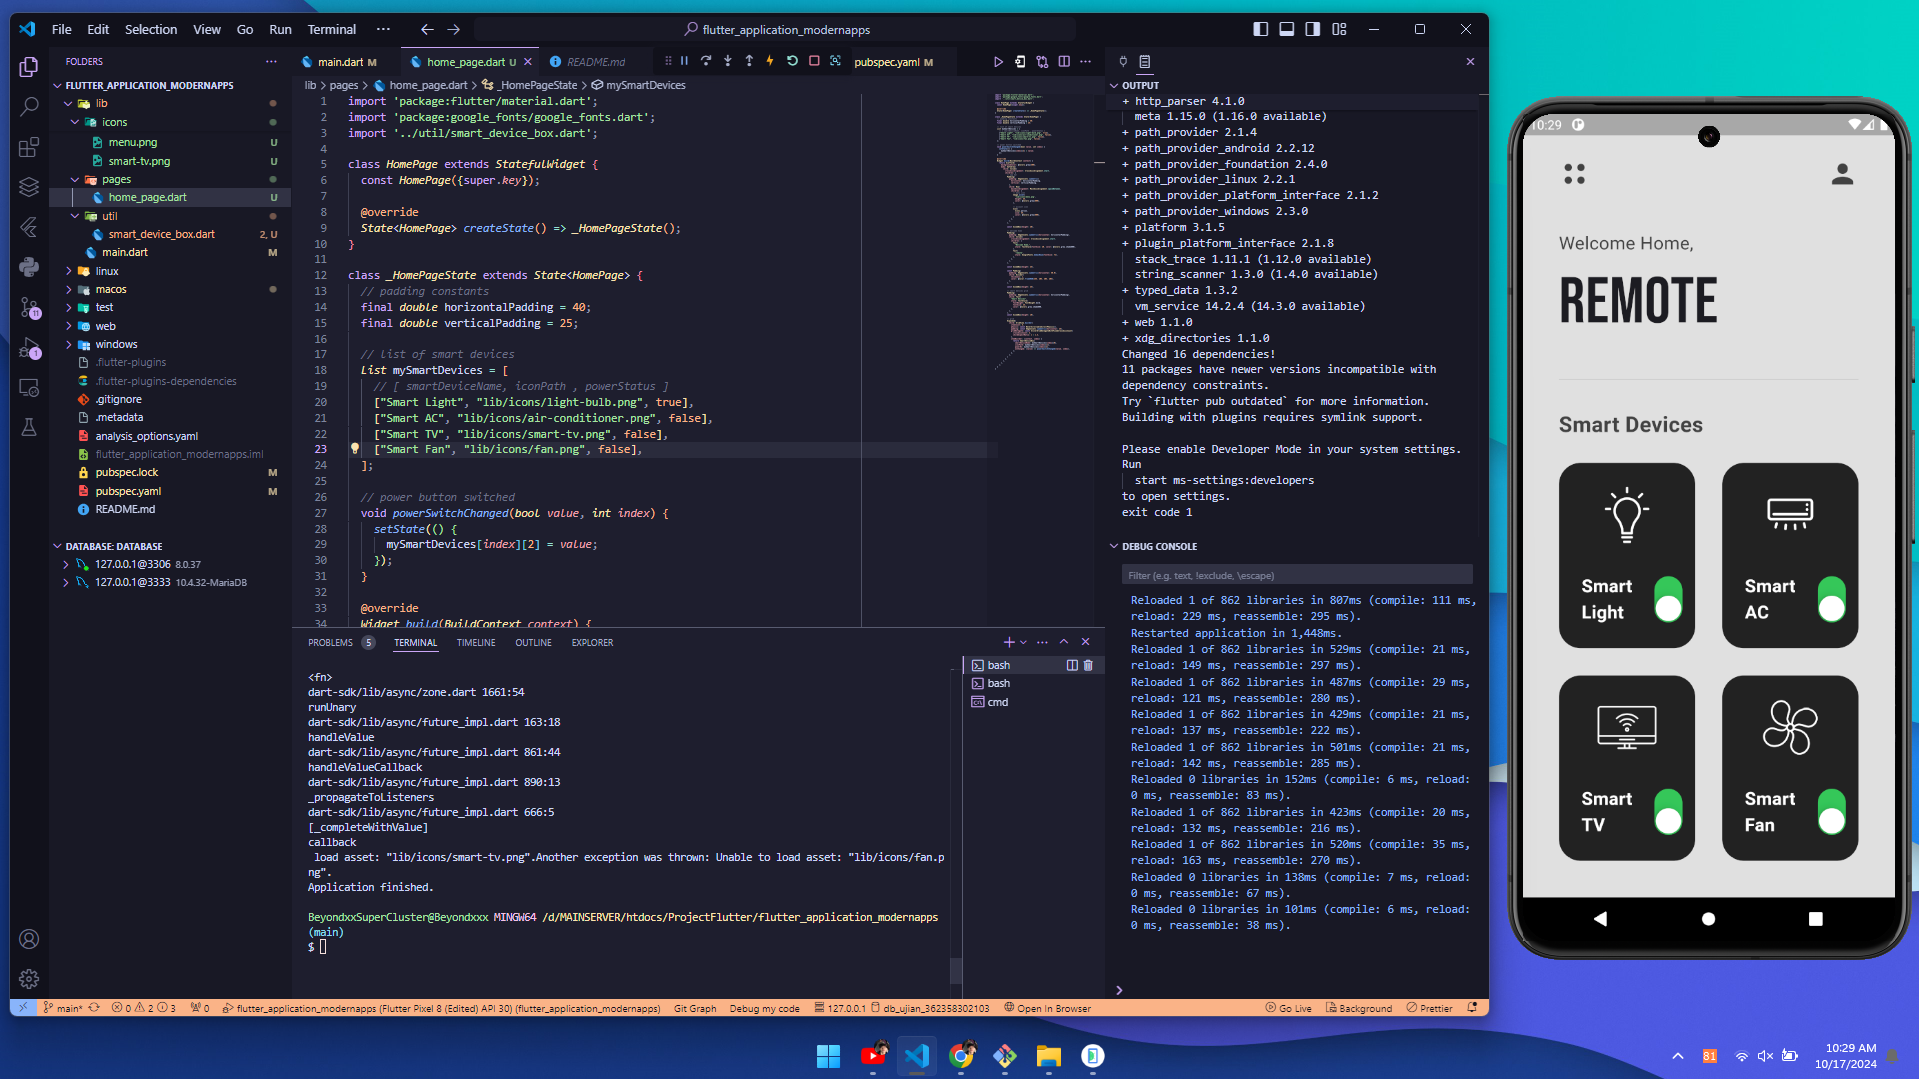 File Edit Selection View Go Run Terminal ···
flutter_application_modernapps
FOLDERS
FLUTTER_APPLICATION_MODERNAPPS
lib
icons
menu.png U
smart-tv.png U
pages
home_page.dart U
util
smart_device_box.dart 2, U
main.dart M
linux
macos
test
web
windows
.flutter-plugins
.flutter-plugins-dependencies
.gitignore
.metadata
analysis_options.yaml
flutter_application_modernapps.iml
pubspec.lock M
pubspec.yaml M
README.md
DATABASE: DATABASE
127.0.0.1@3306 8.0.37
127.0.0.1@3333 10.4.32-MariaDB
11
1
main.dart M
home_page.dart U
README.md
pubspec.yaml M
lib > pages > home_page.dart > _HomePageState > mySmartDevices
1 import 'package:flutter/material.dart';
2 import 'package:google_fonts/google_fonts.dart';
3 import '../util/smart_device_box.dart';
4
5 class HomePage extends StatefulWidget {
6 const HomePage({super.key});
7
8 @override
9 State<HomePage> createState() => _HomePageState();
10 }
11
12 class _HomePageState extends State<HomePage> {
13 // padding constants
14 final double horizontalPadding = 40;
15 final double verticalPadding = 25;
16
17 // list of smart devices
18 List mySmartDevices = [
19 // [ smartDeviceName, iconPath , powerStatus ]
20 ["Smart Light", "lib/icons/light-bulb.png", true],
21 ["Smart AC", "lib/icons/air-conditioner.png", false],
22 ["Smart TV", "lib/icons/smart-tv.png", false],
23 ["Smart Fan", "lib/icons/fan.png", false],
24 ];
25
26 // power button switched
27 void powerSwitchChanged(bool value, int index) {
28 setState(() {
29 mySmartDevices[index][2] = value;
30 });
31 }
32
33 @override
34 Widget build(BuildContext context) {
PROBLEMS 5 TERMINAL TIMELINE OUTLINE EXPLORER
<fn>
dart-sdk/lib/async/zone.dart 1661:54
runUnary
dart-sdk/lib/async/future_impl.dart 163:18
handleValue
dart-sdk/lib/async/future_impl.dart 861:44
handleValueCallback
dart-sdk/lib/async/future_impl.dart 890:13
_propagateToListeners
dart-sdk/lib/async/future_impl.dart 666:5
[_completeWithValue]
callback
load asset: "lib/icons/smart-tv.png".Another exception was thrown: Unable to load asset: "lib/icons/fan.p
ng".
Application finished.
BeyondxxSuperCluster@Beyondxxx MINGW64 /d/MAINSERVER/htdocs/ProjectFlutter/flutter_application_modernapps
(main)
$
bash
bash
cmd
OUTPUT
+ http_parser 4.1.0
meta 1.15.0 (1.16.0 available)
+ path_provider 2.1.4
+ path_provider_android 2.2.12
+ path_provider_foundation 2.4.0
+ path_provider_linux 2.2.1
+ path_provider_platform_interface 2.1.2
+ path_provider_windows 2.3.0
+ platform 3.1.5
+ plugin_platform_interface 2.1.8
stack_trace 1.11.1 (1.12.0 available)
string_scanner 1.3.0 (1.4.0 available)
+ typed_data 1.3.2
vm_service 14.2.4 (14.3.0 available)
+ web 1.1.0
+ xdg_directories 1.1.0
Changed 16 dependencies!
11 packages have newer versions incompatible with
dependency constraints.
Try `flutter pub outdated` for more information.
Building with plugins requires symlink support.
Please enable Developer Mode in your system settings.
Run
start ms-settings:developers
to open settings.
exit code 1
DEBUG CONSOLE
Filter (e.g. text, !exclude, \escape)
Reloaded 1 of 862 libraries in 807ms (compile: 111 ms,
reload: 229 ms, reassemble: 295 ms).
Restarted application in 1,448ms.
Reloaded 1 of 862 libraries in 529ms (compile: 21 ms,
reload: 149 ms, reassemble: 297 ms).
Reloaded 1 of 862 libraries in 487ms (compile: 29 ms,
reload: 121 ms, reassemble: 280 ms).
Reloaded 1 of 862 libraries in 429ms (compile: 21 ms,
reload: 137 ms, reassemble: 222 ms).
Reloaded 1 of 862 libraries in 501ms (compile: 21 ms,
reload: 142 ms, reassemble: 285 ms).
Reloaded 0 libraries in 152ms (compile: 6 ms, reload:
0 ms, reassemble: 83 ms).
Reloaded 1 of 862 libraries in 423ms (compile: 20 ms,
reload: 132 ms, reassemble: 216 ms).
Reloaded 1 of 862 libraries in 520ms (compile: 35 ms,
reload: 163 ms, reassemble: 270 ms).
Reloaded 0 libraries in 138ms (compile: 7 ms, reload:
0 ms, reassemble: 67 ms).
Reloaded 0 libraries in 101ms (compile: 6 ms, reload:
0 ms, reassemble: 38 ms).
main* 0 2 3 0 flutter_application_modernapps (Flutter Pixel 8 (Edited) API 30) (flutter_application_modernapps) Git Graph Debug my code 127.0.0.1 db_ujian_362358302103 Open In Browser Go Live Background Prettier
10:29
Welcome Home,
REMOTE
Smart Devices
Smart
Light
Smart
AC
Smart
TV
Smart
Fan
81
10:29 AM
10/17/2024